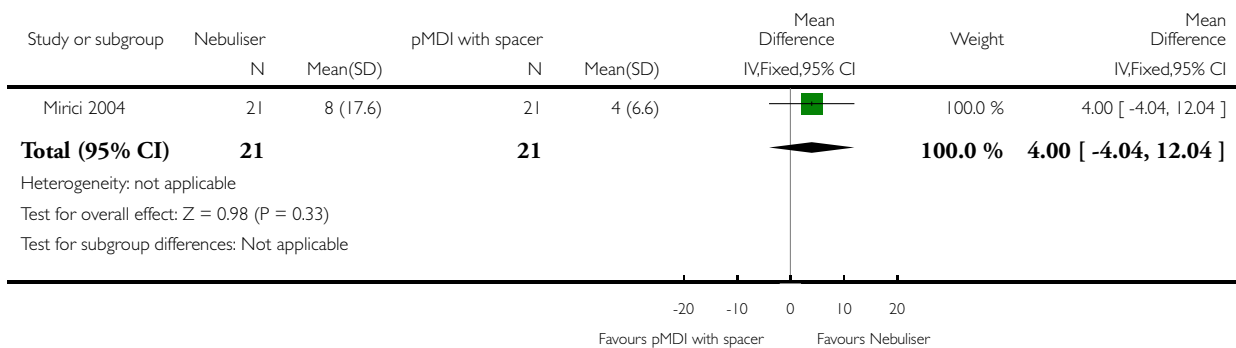 Study or subgroup Nebuliser pMDI with spacer Mean Difference Weight Mean Difference
N Mean(SD) N Mean(SD) IV,Fixed,95% CI IV,Fixed,95% CI
Mirici 2004 21 8 (17.6) 21 4 (6.6) 100.0 % 4.00 [ -4.04, 12.04 ]
Total (95% CI) 21 21 100.0 % 4.00 [ -4.04, 12.04 ]
Heterogeneity: not applicable
Test for overall effect: Z = 0.98 (P = 0.33)
Test for subgroup differences: Not applicable
-20 -10 0 10 20
Favours pMDI with spacer Favours Nebuliser